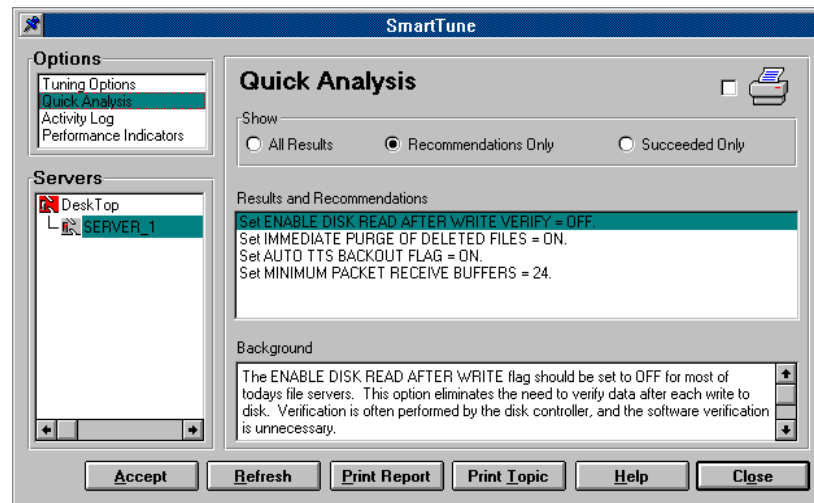 SmartTune
Options
Tuning Options
Quick Analysis
Activity Log
Performance Indicators
Servers
DeskTop
SERVER_1
Quick Analysis
Show
All Results
Recommendations Only
Succeeded Only
Results and Recommendations
Set ENABLE DISK READ AFTER WRITE VERIFY = OFF.
Set IMMEDIATE PURGE OF DELETED FILES = ON.
Set AUTO TTS BACKOUT FLAG = ON.
Set MINIMUM PACKET RECEIVE BUFFERS = 24.
Background
The ENABLE DISK READ AFTER WRITE flag should be set to OFF for most of
todays file servers.  This option eliminates the need to verify data after each write to
disk.  Verification is often performed by the disk controller, and the software verification
is unnecessary.
Accept
Refresh
Print Report
Print Topic
Help
Close